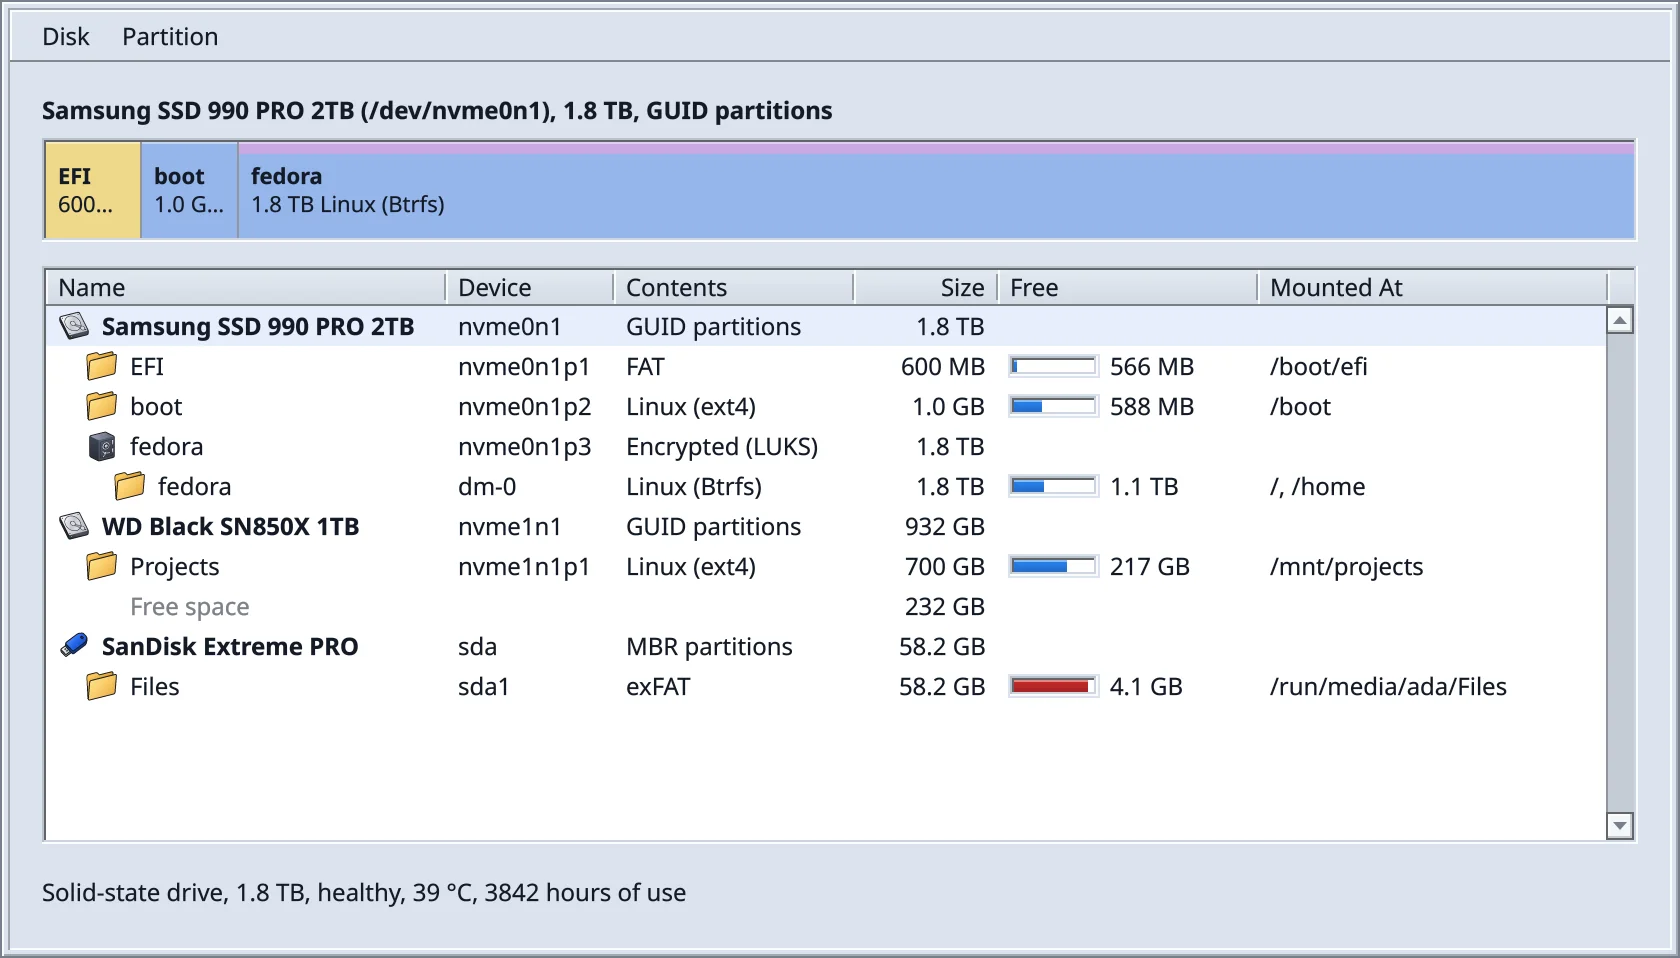 Disk Partition
Samsung SSD 990 PRO 2TB (/dev/nvme0n1), 1.8 TB, GUID partitions
EFI boot fedora
600... 1.0 G... 1.8 TB Linux (Btrfs)
Name Device Contents Size Free Mounted At
Samsung SSD 990 PRO 2TB nvme0n1 GUID partitions 1.8 TB
EFI nvme0n1p1 FAT 600 MB 566 MB /boot/efi
boot nvme0n1p2 Linux (ext4) 1.0 GB 588 MB /boot
fedora nvme0n1p3 Encrypted (LUKS) 1.8 TB
fedora dm-0 Linux (Btrfs) 1.8 TB 1.1 TB /, /home
WD Black SN850X 1TB nvme1n1 GUID partitions 932 GB
Projects nvme1n1p1 Linux (ext4) 700 GB 217 GB /mnt/projects
Free space 232 GB
SanDisk Extreme PRO sda MBR partitions 58.2 GB
Files sda1 exFAT 58.2 GB 4.1 GB /run/media/ada/Files
Solid-state drive, 1.8 TB, healthy, 39 °C, 3842 hours of use